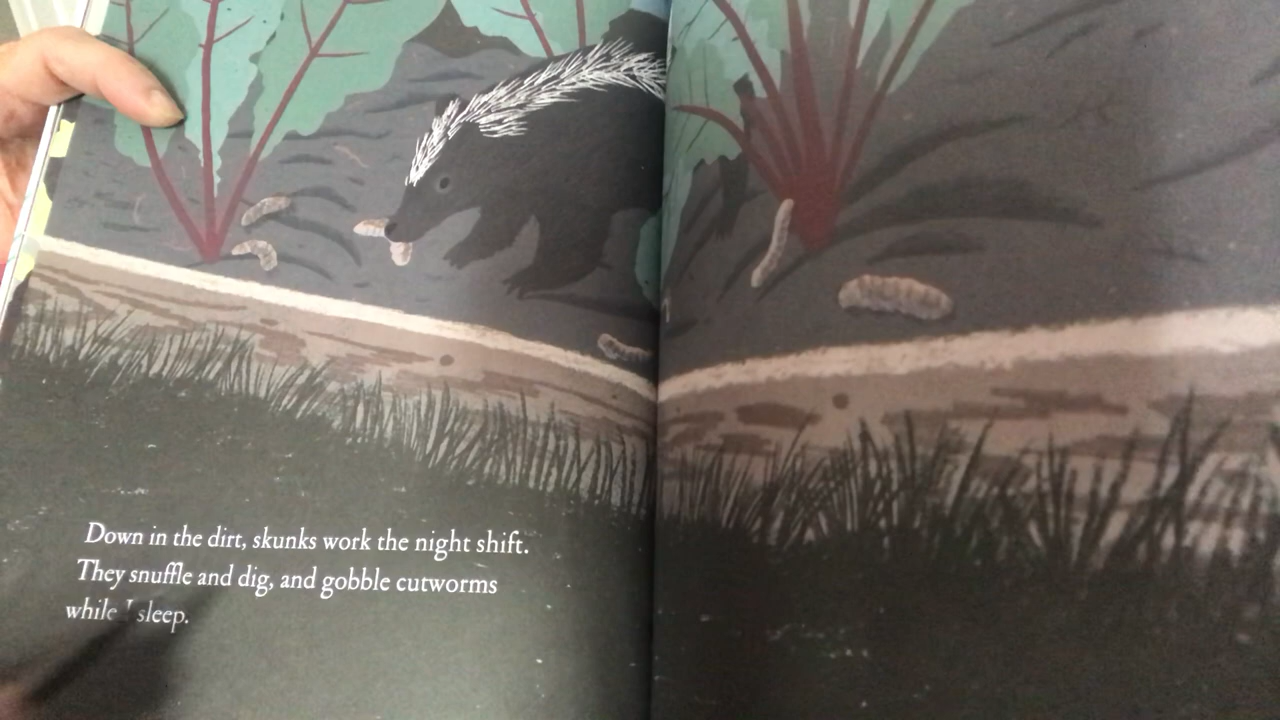 Down in the dirt, skunks work the night shift.
They snuffle and dig, and gobble cutworms
while I sleep.